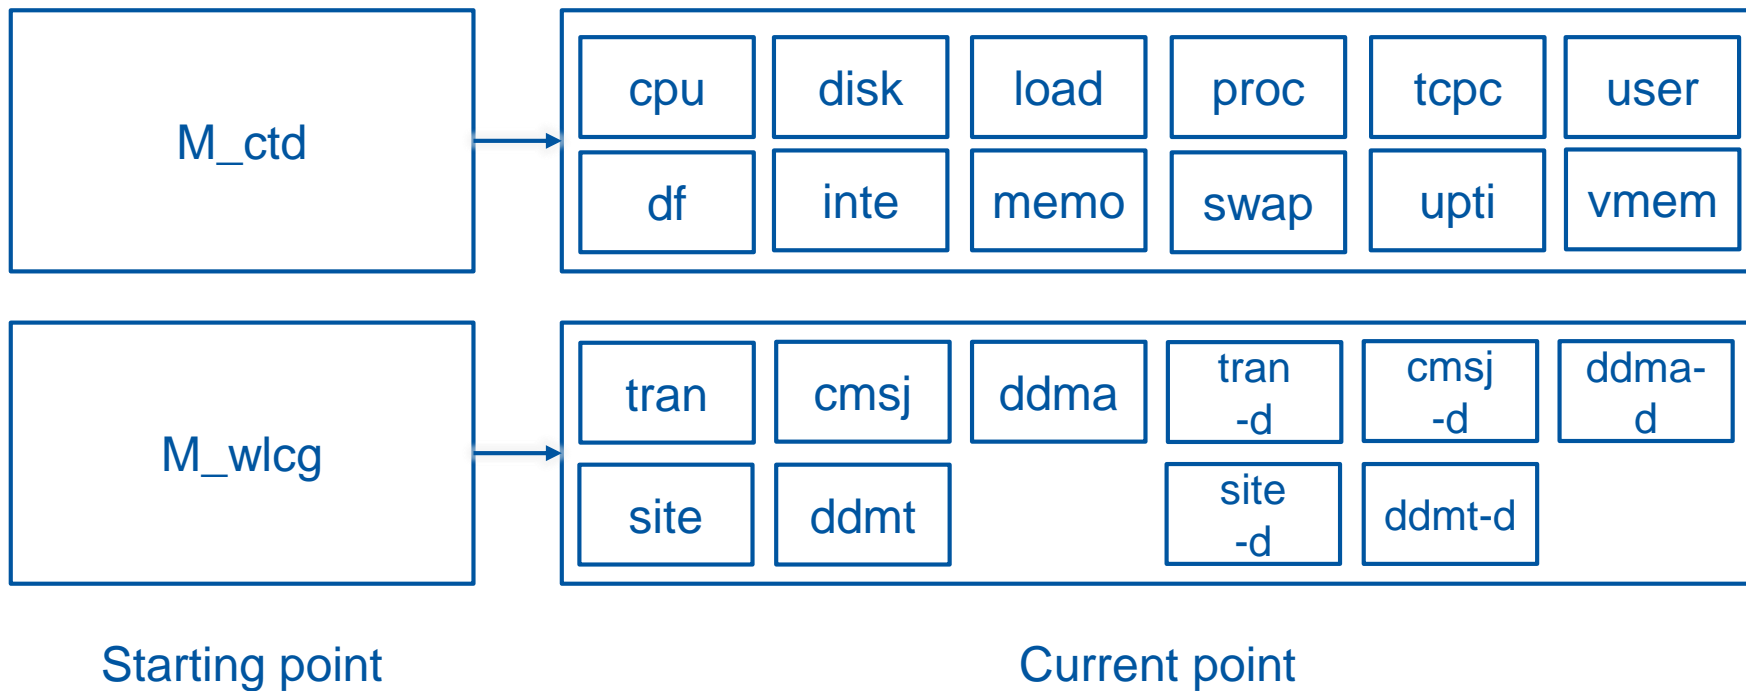 M_ctd
cpu
disk
load
proc
tcpc
user
df
inte
memo
swap
upti
vmem
M_wlcg
tran
cmsj
ddma
tran
-d
cmsj
-d
ddma-
d
site
ddmt
site
-d
ddmt-d
Starting point
Current point